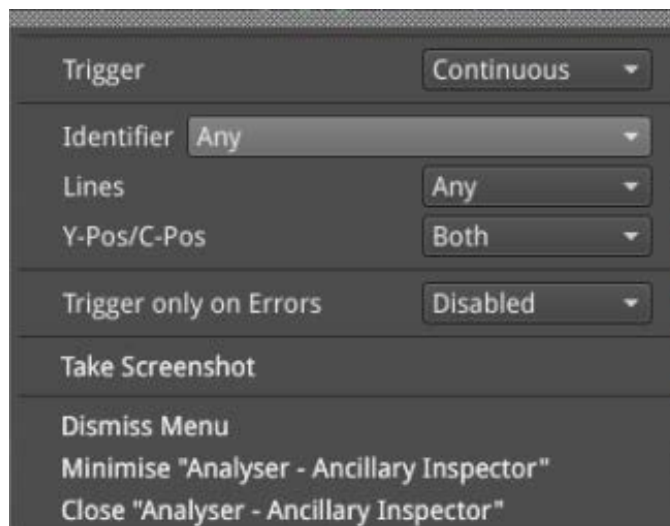 Trigger Continuous
Identifier Any
Lines Any
Y-Pos/C-Pos Both
Trigger only on Errors Disabled
Take Screenshot
Dismiss Menu
Minimise "Analyser - Ancillary Inspector"
Close "Analyser - Ancillary Inspector"